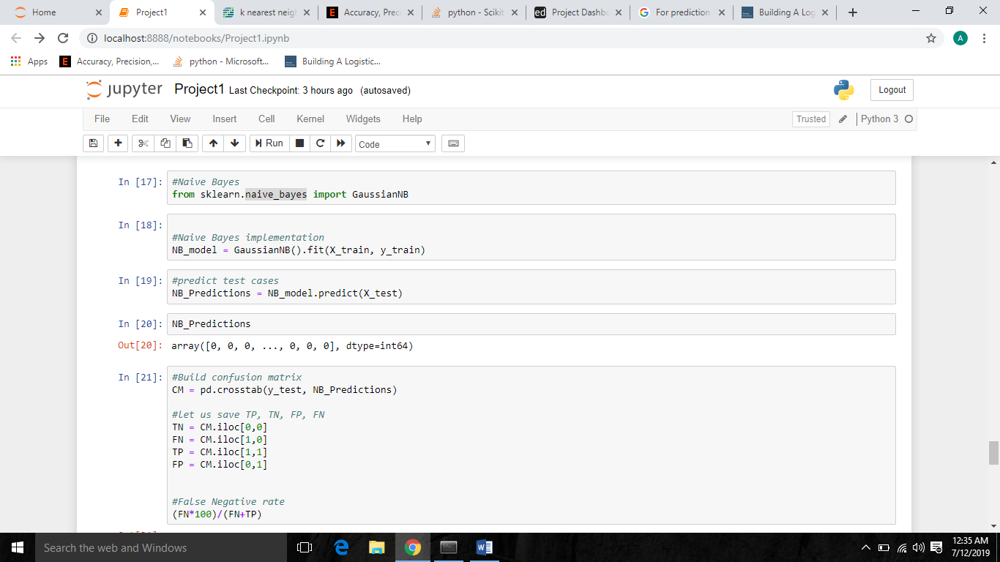 Home
Project1
k nearest neigh
Accuracy, Prec
python - Scikit
ed Project Dashbo
For prediction
Building A Log
localhost:8888/notebooks/Project1.ipynb
A
Apps
E Accuracy, Precision,...
python - Microsoft...
Building A Logistic...
jupyter Project1 Last Checkpoint: 3 hours ago (autosaved)
Logout
File Edit View Insert Cell Kernel Widgets Help
Trusted
Python 3
Run
Code
In [17]: #Naive Bayes
from sklearn.naive_bayes import GaussianNB
In [18]:
#Naive Bayes implementation
NB_model = GaussianNB().fit(X_train, y_train)
In [19]: #predict test cases
NB_Predictions = NB_model.predict(X_test)
In [20]: NB_Predictions
Out[20]: array([0, 0, 0, ..., 0, 0, 0], dtype=int64)
In [21]: #Build confusion matrix
CM = pd.crosstab(y_test, NB_Predictions)
#let us save TP, TN, FP, FN
TN = CM.iloc[0,0]
FN = CM.iloc[1,0]
TP = CM.iloc[1,1]
FP = CM.iloc[0,1]
#False Negative rate
(FN*100)/(FN+TP)
Search the web and Windows
12:35 AM
7/12/2019